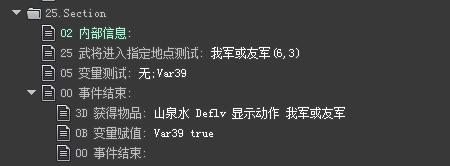 25.Section
02 内部信息:
25 武将进入指定地点测试: 我军或友军(6,3)
05 变量测试: 无;Var39
00 事件结束:
3D 获得物品: 山泉水 Deflv 显示动作 我军或友军
0B 变量赋值: Var39 true
00 事件结束: